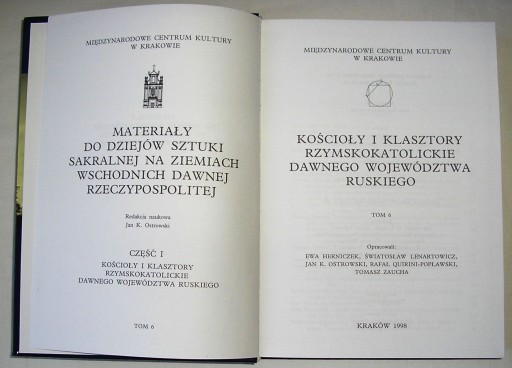 MIĘDZYNARODOWE CENTRUM KULTURY
W KRAKOWIE
MATERIAŁY
DO DZIEJÓW SZTUKI
SAKRALNEJ NA ZIEMIACH
WSCHODNICH DAWNEJ
RZECZYPOSPOLITEJ
Redakcja naukowa
Jan K. Ostrowski
CZĘŚĆ I
KOŚCIOŁY I KLASZTORY
RZYMSKOKATOLICKIE
DAWNEGO WOJEWÓDZTWA RUSKIEGO
TOM 6
MIĘDZYNARODOWE CENTRUM KULTURY
W KRAKOWIE
KOŚCIOŁY I KLASZTORY
RZYMSKOKATOLICKIE
DAWNEGO WOJEWÓDZTWA
RUSKIEGO
TOM 6
Opracowali:
EWA HERNICZEK, ŚWIATOSŁAW LENARTOWICZ,
JAN K. OSTROWSKI, RAFAŁ QUIRINI-POPŁAWSKI,
TOMASZ ZAUCHA
KRAKÓW 1998